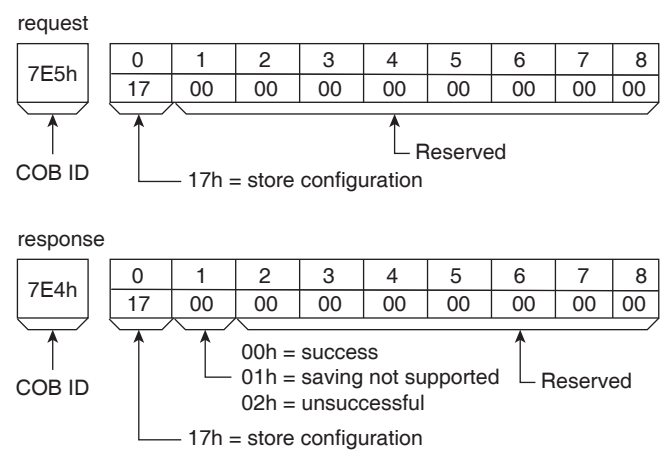 request
7E5h
0 1 2 3 4 5 6 7 8
17 00 00 00 00 00 00 00 00
Reserved
COB ID
17h = store configuration
response
7E4h
0 1 2 3 4 5 6 7 8
17 00 00 00 00 00 00 00 00
00h = success
COB ID
01h = saving not supported
Reserved
02h = unsuccessful
17h = store configuration